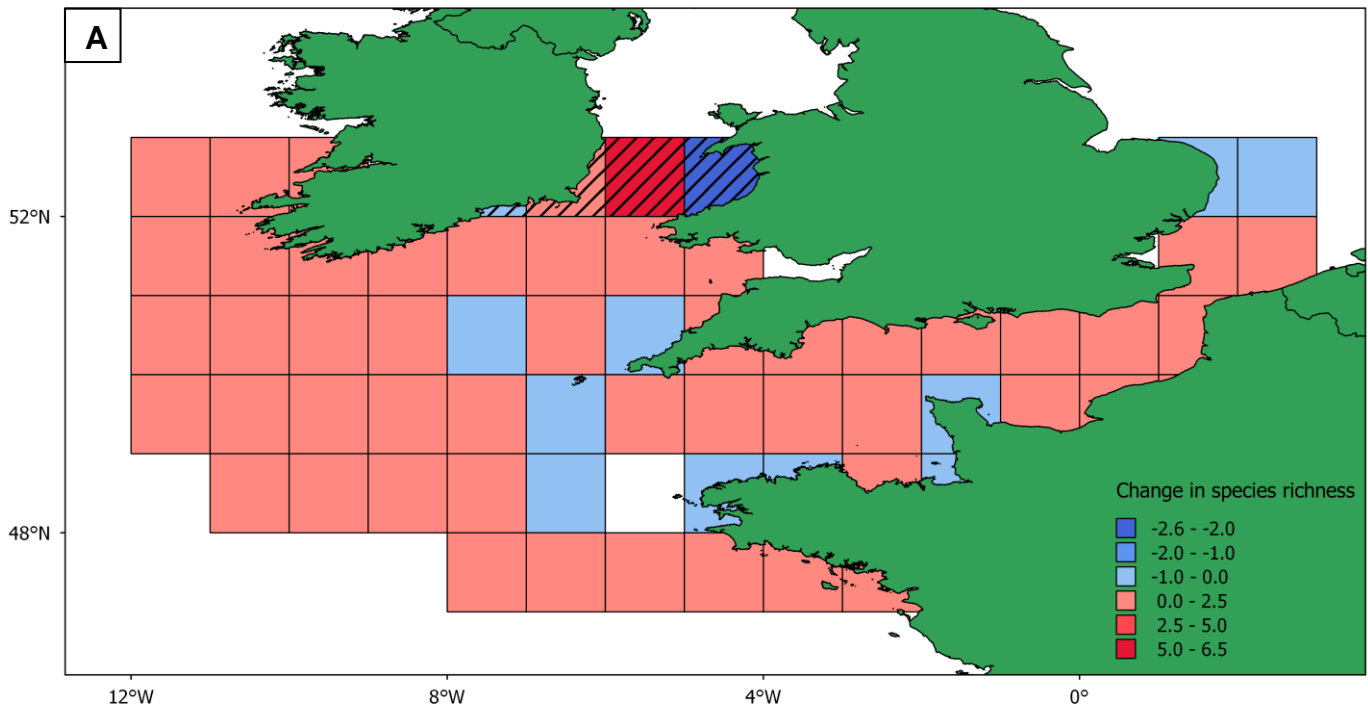 A
52°N
48°N
Change in species richness
-2.6 - -2.0
-2.0 - -1.0
-1.0 - 0.0
0.0 - 2.5
2.5 - 5.0
5.0 - 6.5
12°W 8°W 4°W 0°